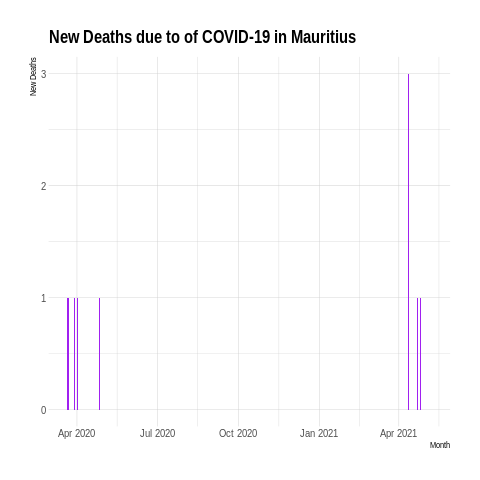 New Deaths due to of COVID-19 in Mauritius
New Deaths
3
2
1
0
Apr 2020
Jul 2020
Oct 2020
Jan 2021
Apr 2021
Month